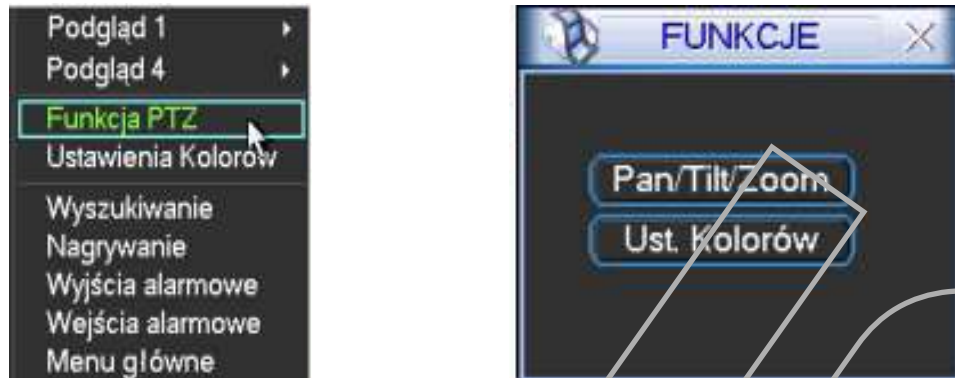 Podgląd 1
Podgląd 4
Funkcja PTZ
Ustawienia Kolorów
Wyszukiwanie
Nagrywanie
Wyjścia alarmowe
Wejścia alarmowe
Menu główne
FUNKCJE
Pan/Tilt/Zoom
Ust. Kolorów